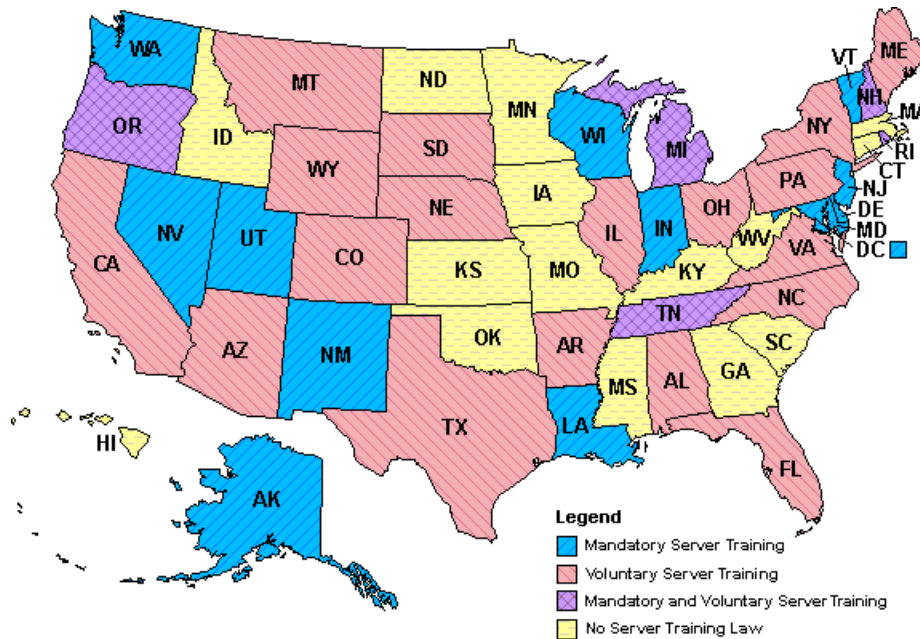 WA
MT
ND
MN
VT
ME
OR
ID
WY
SD
WI
MI
NY
NH
MA
RI
CT
NV
UT
CO
NE
IA
IL
IN
OH
PA
NJ
DE
MD
DC
CA
KS
MO
KY
WV
VA
AZ
NM
OK
AR
TN
NC
SC
TX
LA
MS
AL
GA
FL
HI
AK
Legend
Mandatory Server Training
Voluntary Server Training
Mandatory and Voluntary Server Training
No Server Training Law